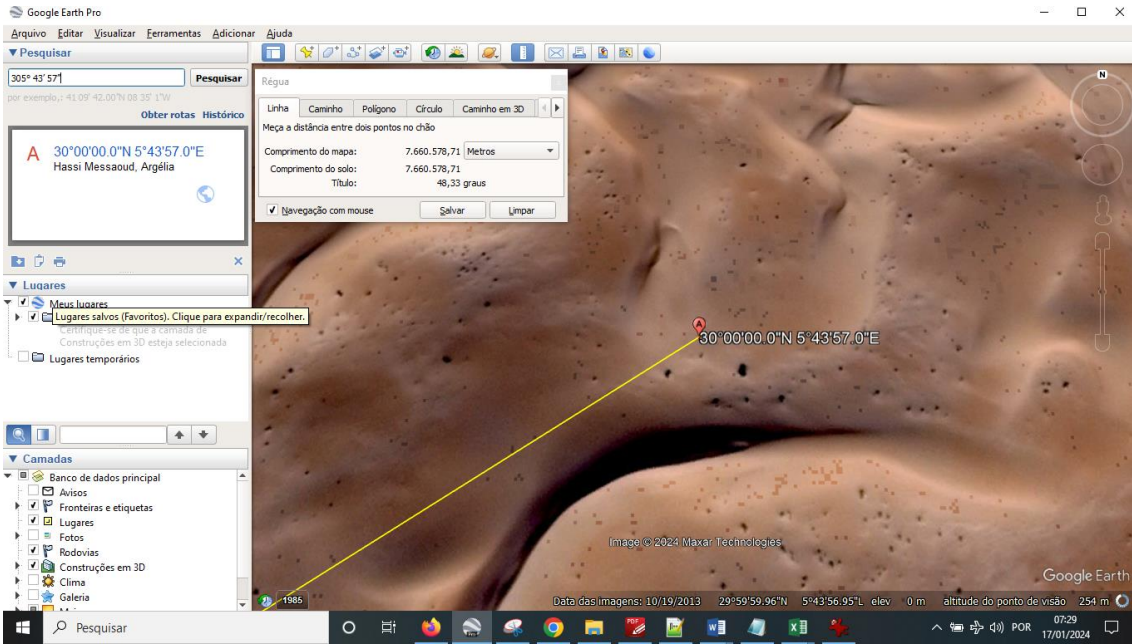 Google Earth Pro
Arquivo Editar Visualizar Ferramentas Adicionar Ajuda
Pesquisar
305° 43' 57"
Pesquisar
por exemplo,: 41 09' 42.00"N 08 35' 1"W
Obter rotas Histórico
A
30°00'00.0"N 5°43'57.0"E
Hassi Messaoud, Argélia
Lugares
Meus lugares
Lugares salvos (Favoritos). Clique para expandir/recolher.
Certifique-se de que a camada de
Construções em 3D esteja selecionada
Lugares temporários
Camadas
Banco de dados principal
Avisos
Fronteiras e etiquetas
Lugares
Fotos
Rodovias
Construções em 3D
Clima
Galeria
Régua
Linha Caminho Polígono Círculo Caminho em 3D
Meça a distância entre dois pontos no chão
Comprimento do mapa: 7.660.578,71 Metros
Comprimento do solo: 7.660.578,71
Título: 48,33 graus
Navegação com mouse Salvar Limpar
N
A
30°00'00.0"N 5°43'57.0"E
Image © 2024 Maxar Technologies
Google Earth
1985
Data das imagens: 10/19/2013 29°59'59.96"N 5°43'56.95"L elev 0 m altitude do ponto de visão 254 m
Pesquisar
POR
07:29
17/01/2024